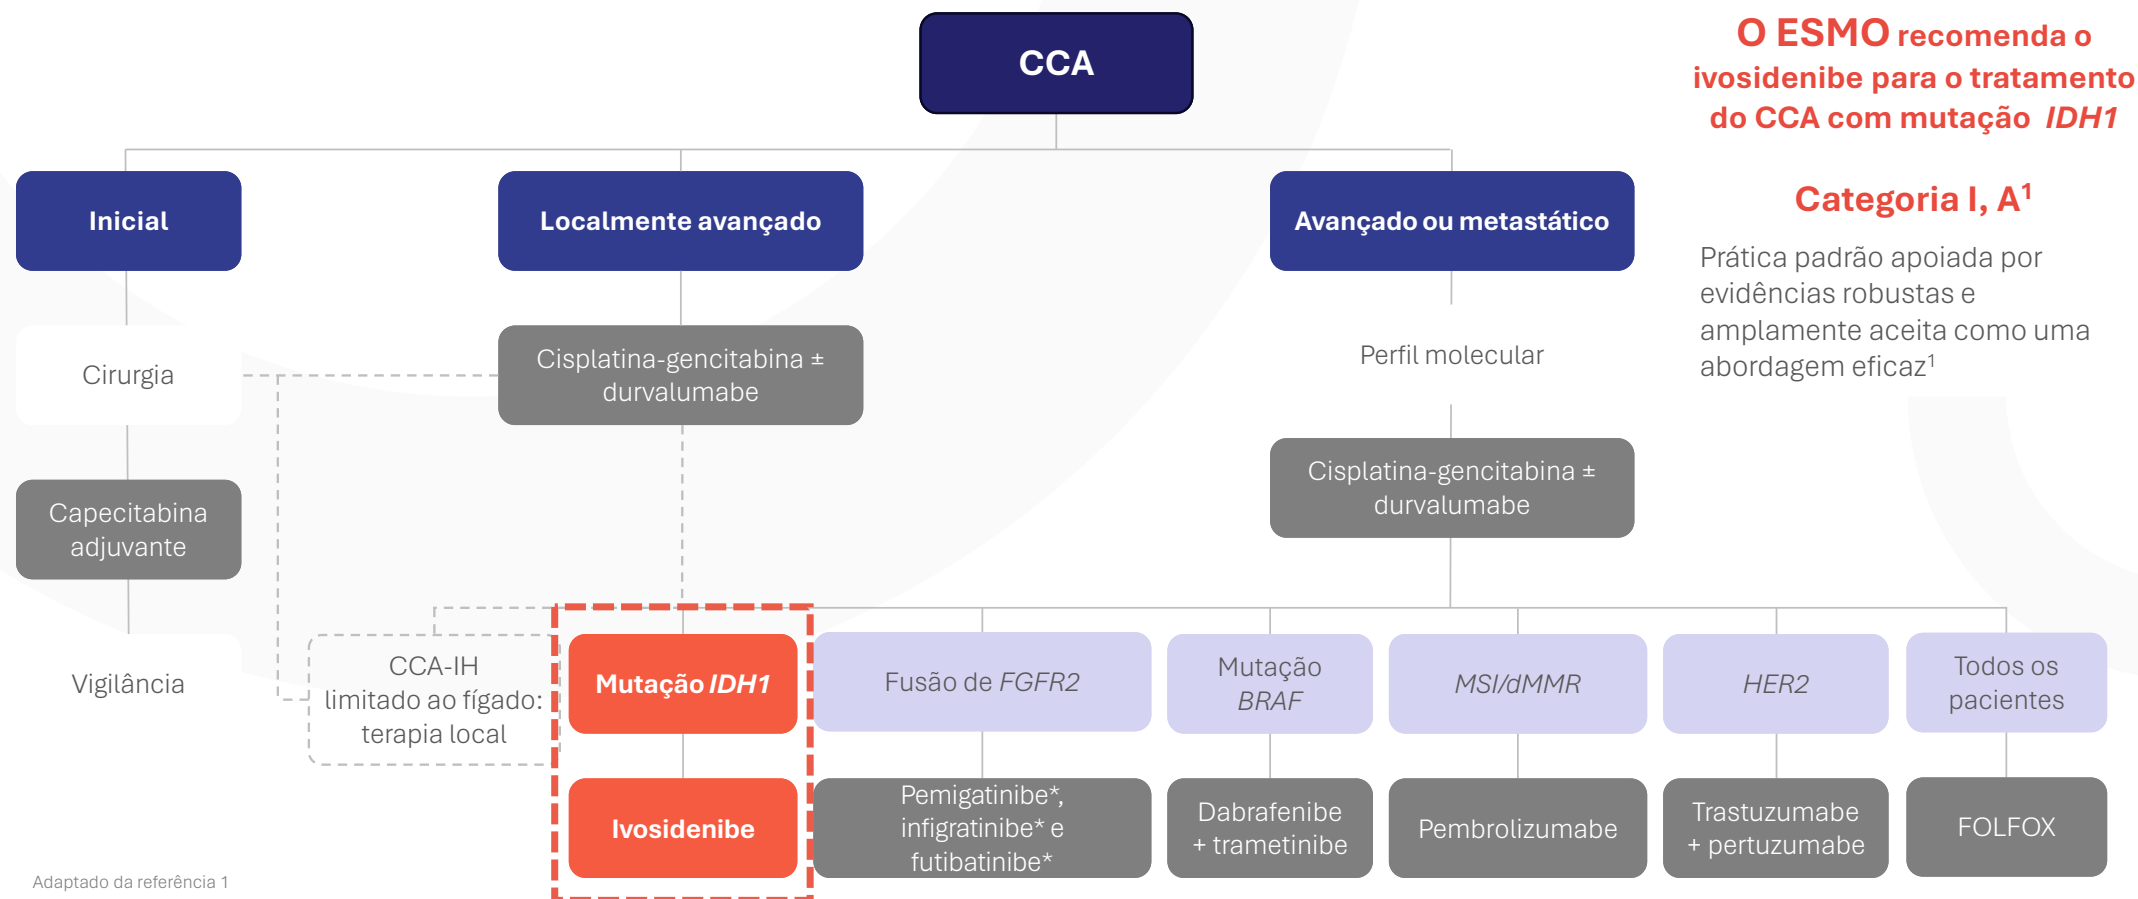 CCA
O ESMO recomenda o
ivosidenibe para o tratamento
do CCA com mutação IDH1
Categoria I, A¹
Prática padrão apoiada por
evidências robustas e
amplamente aceita como uma
abordagem eficaz¹
Inicial
Localmente avançado
Avançado ou metastático
Cirurgia
Cisplatina-gencitabina ±
durvalumabe
Perfil molecular
Capecitabina
adjuvante
Cisplatina-gencitabina ±
durvalumabe
Vigilância
CCA-IH
limitado ao fígado:
terapia local
Mutação IDH1
Fusão de FGFR2
Mutação
BRAF
MSI/dMMR
HER2
Todos os
pacientes
Ivosidenibe
Pemigatinibe*,
infigratinibe* e
futibatinibe*
Dabrafenibe
+ trametinibe
Pembrolizumabe
Trastuzumabe
+ pertuzumabe
FOLFOX
Adaptado da referência 1